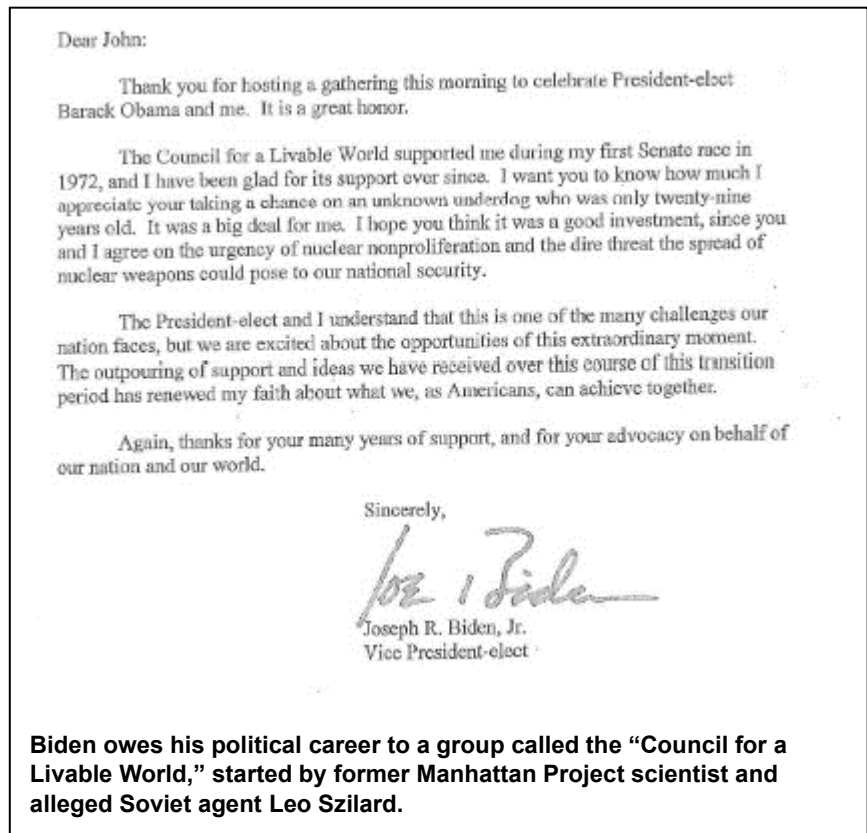 Dear John:
Thank you for hosting a gathering this morning to celebrate President-elect
Barack Obama and me. It is a great honor.
The Council for a Livable World supported me during my first Senate race in
1972, and I have been glad for its support ever since. I want you to know how much I
appreciate your taking a chance on an unknown underdog who was only twenty-nine
years old. It was a big deal for me. I hope you think it was a good investment, since you
and I agree on the urgency of nuclear nonproliferation and the dire threat the spread of
nuclear weapons could pose to our national security.
The President-elect and I understand that this is one of the many challenges our
nation faces, but we are excited about the opportunities of this extraordinary moment.
The outpouring of support and ideas we have received over this course of this transition
period has renewed my faith about what we, as Americans, can achieve together.
Again, thanks for your many years of support, and for your advocacy on behalf of
our nation and our world.
Sincerely,
Joe Biden
Joseph R. Biden, Jr.
Vice President-elect
Biden owes his political career to a group called the “Council for a
Livable World,” started by former Manhattan Project scientist and
alleged Soviet agent Leo Szilard.